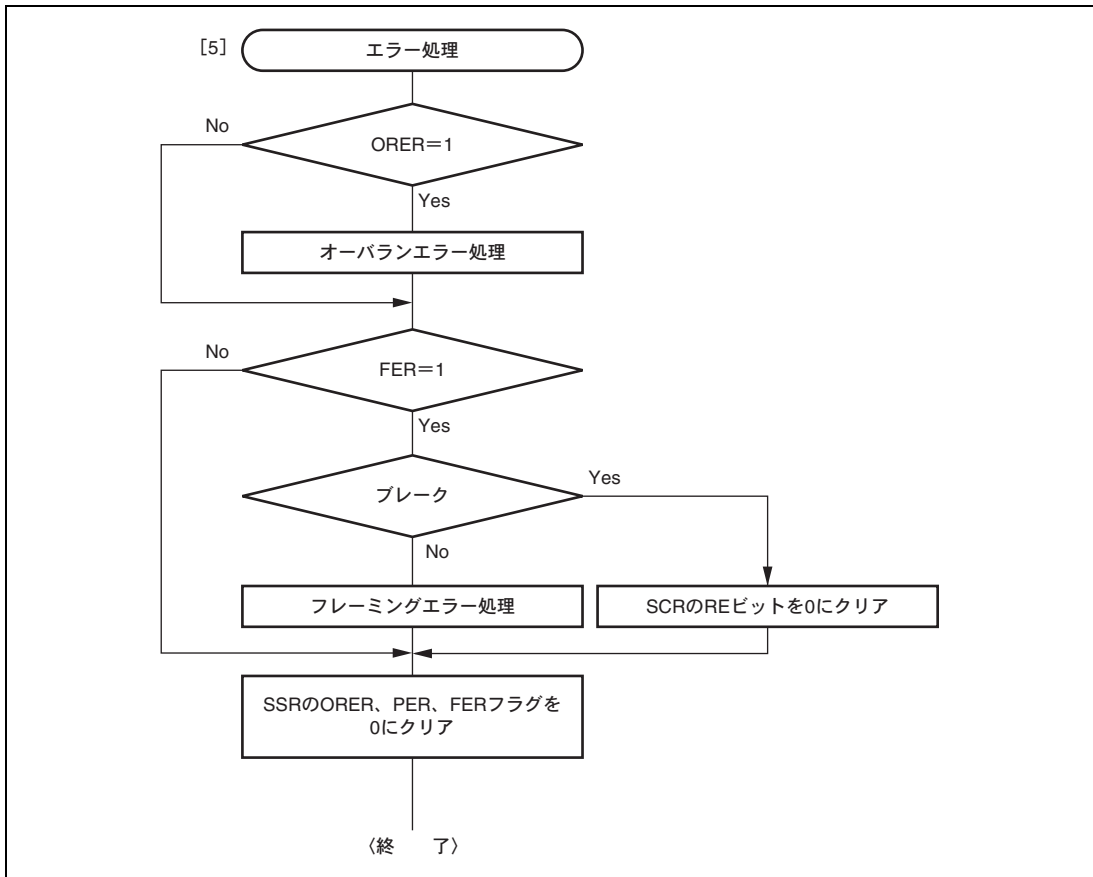 [5]
エラー処理
No
ORER＝1
Yes
オーバランエラー処理
No
FER＝1
Yes
ブレーク
Yes
No
フレーミングエラー処理
SCRのREビットを0にクリア
SSRのORER、PER、FERフラグを
0にクリア
〈終　了〉